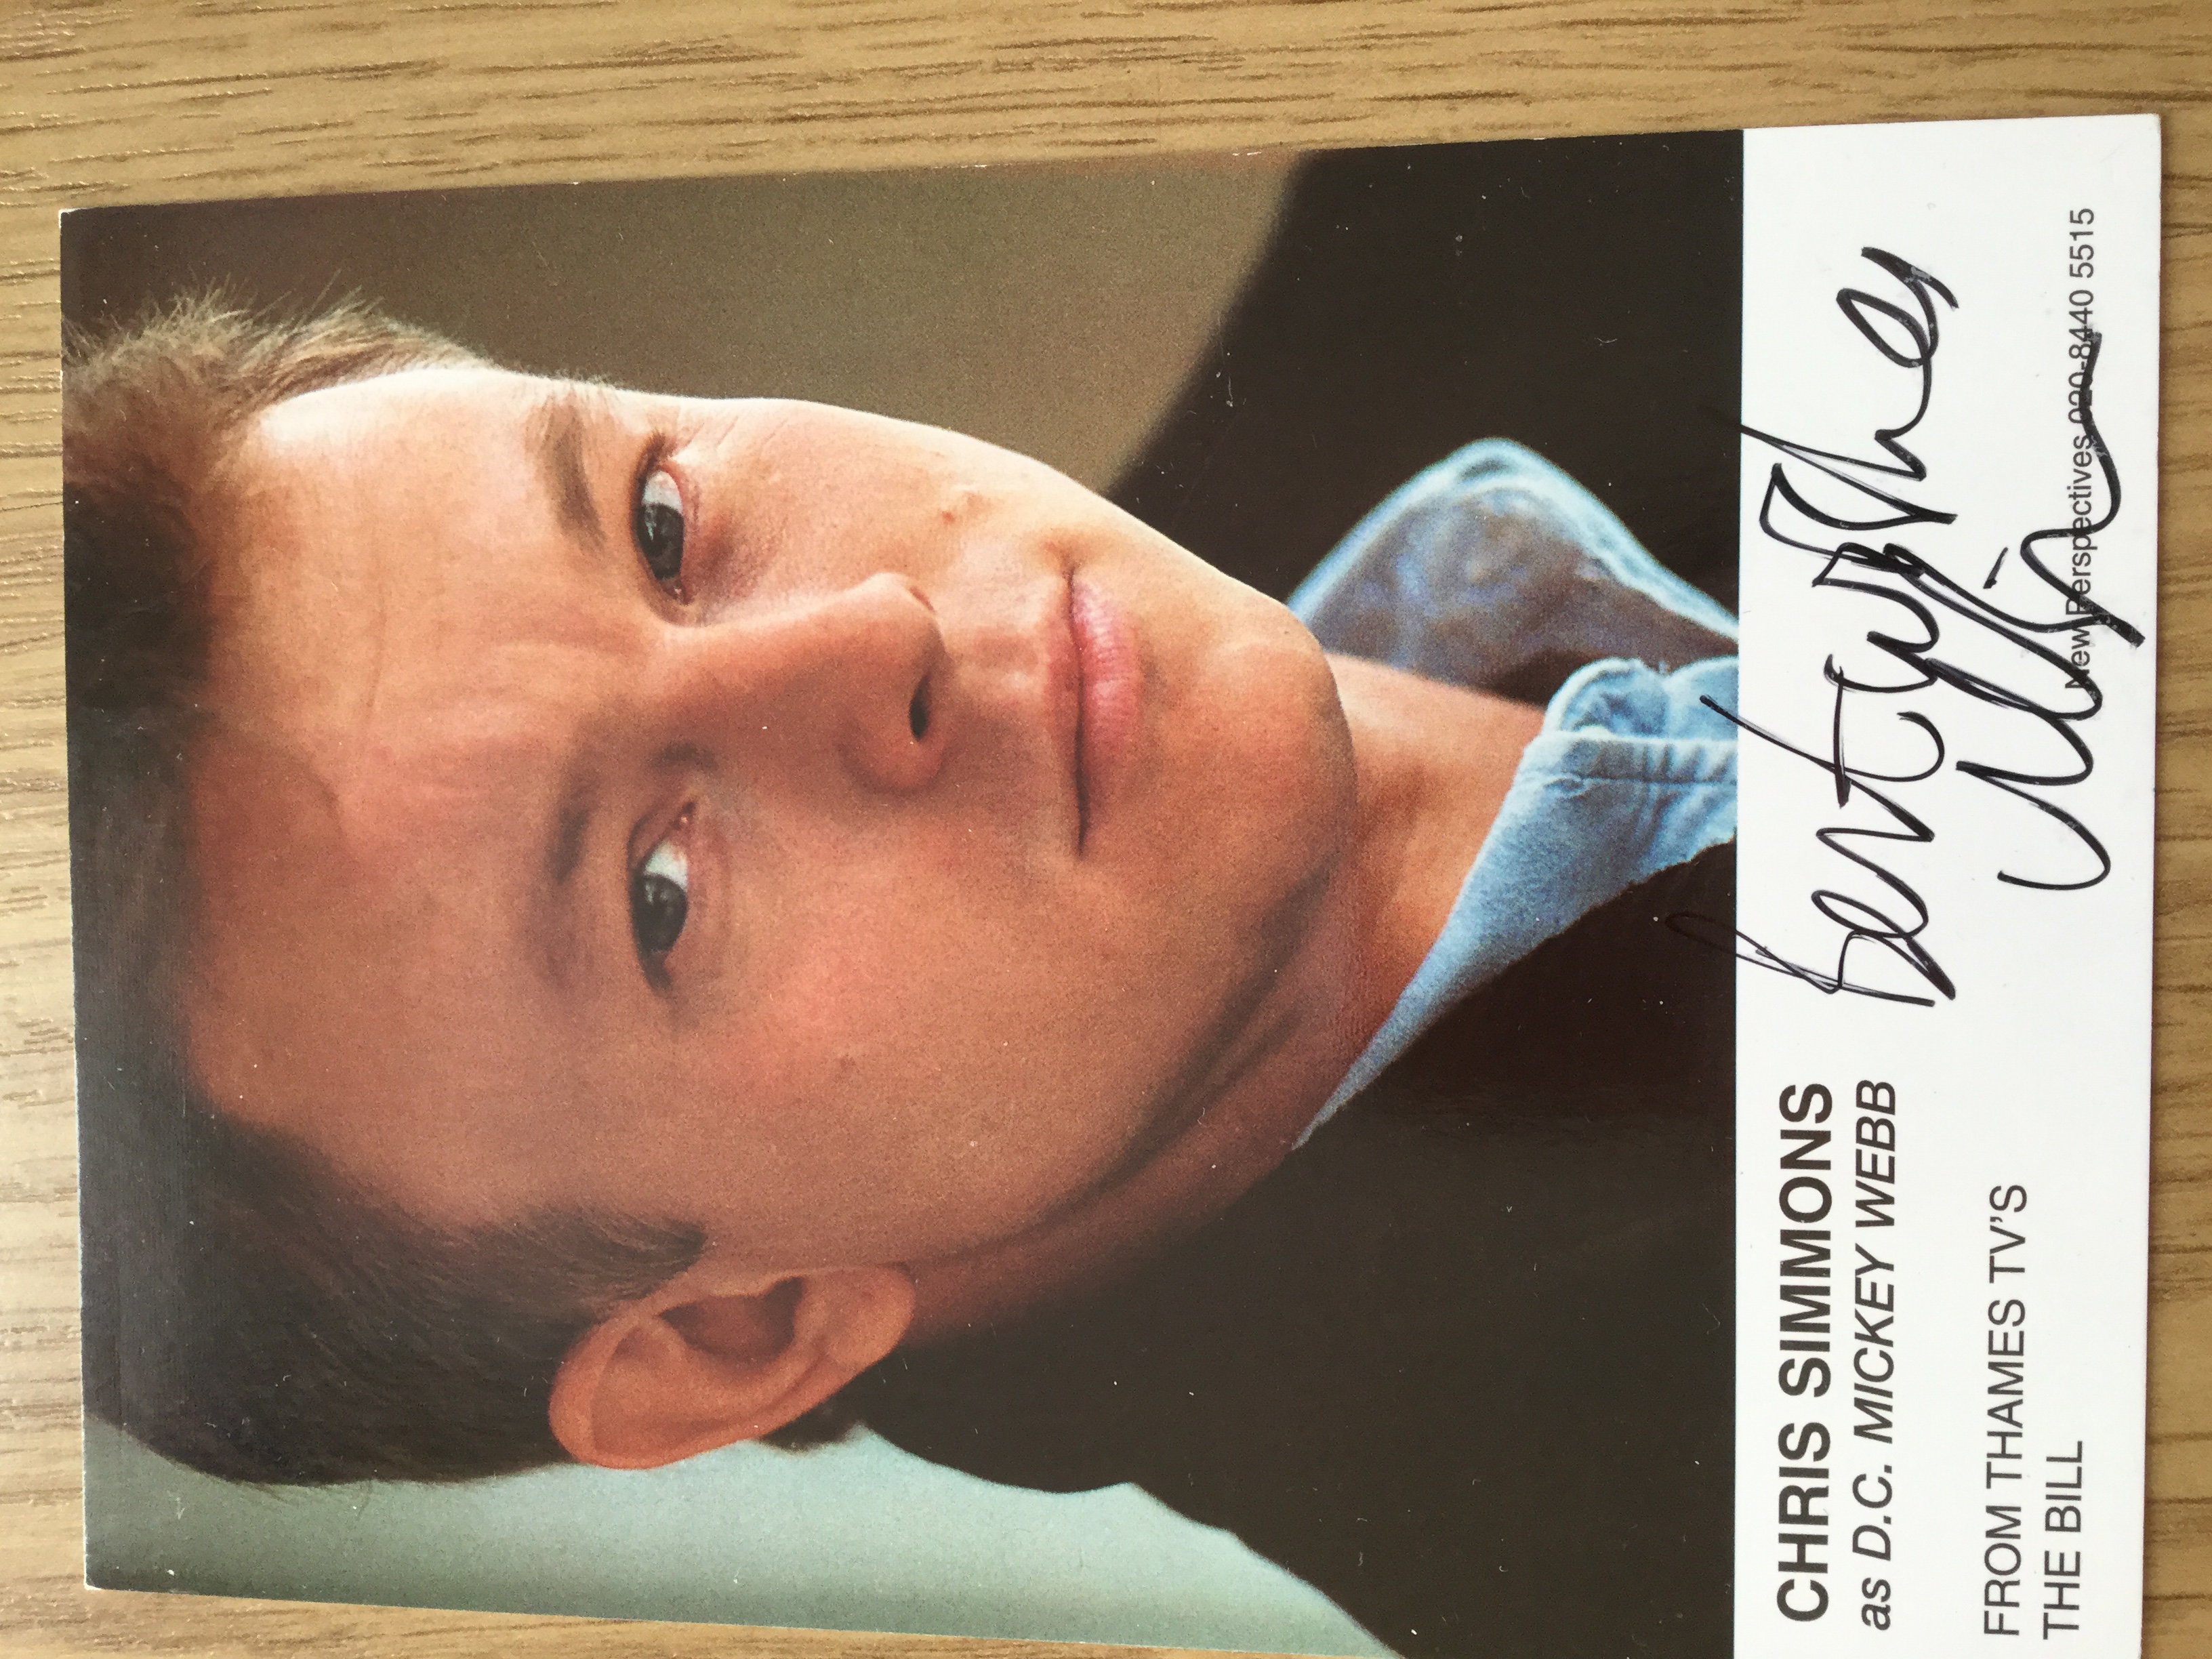 CHRIS SIMMONS
as D.C. MICKEY WEBB
Best wishes
FROM THAMES TV'S
THE BILL
New Perspectives 020-8440 5515